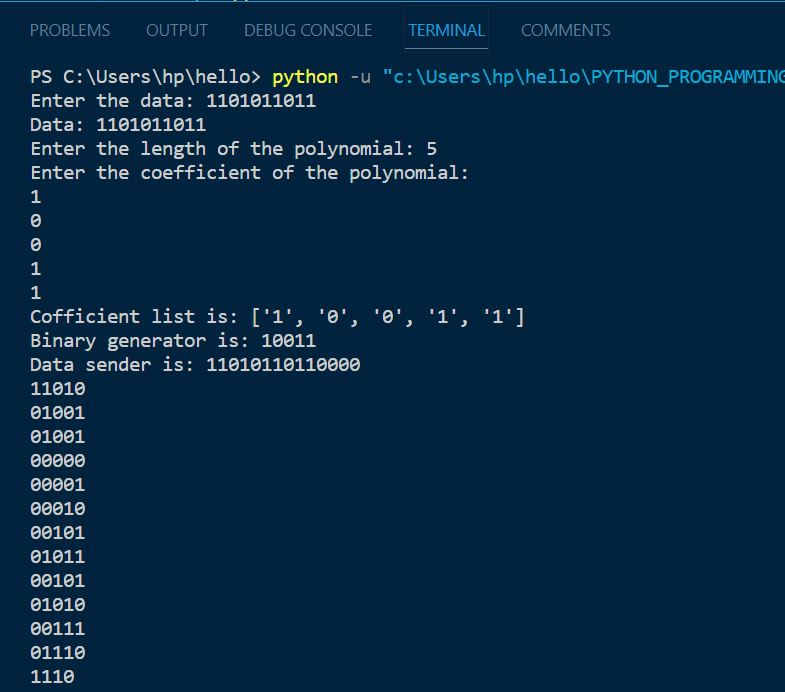 PROBLEMS OUTPUT DEBUG CONSOLE TERMINAL COMMENTS
PS C:\Users\hp\hello> python -u "c:\Users\hp\hello\PYTHON_PROGRAMMING
Enter the data: 1101011011
Data: 1101011011
Enter the length of the polynomial: 5
Enter the coefficient of the polynomial:
1
0
0
1
1
Cofficient list is: ['1', '0', '0', '1', '1']
Binary generator is: 10011
Data sender is: 11010110110000
11010
01001
01001
00000
00001
00010
00101
01011
00101
01010
00111
01110
1110